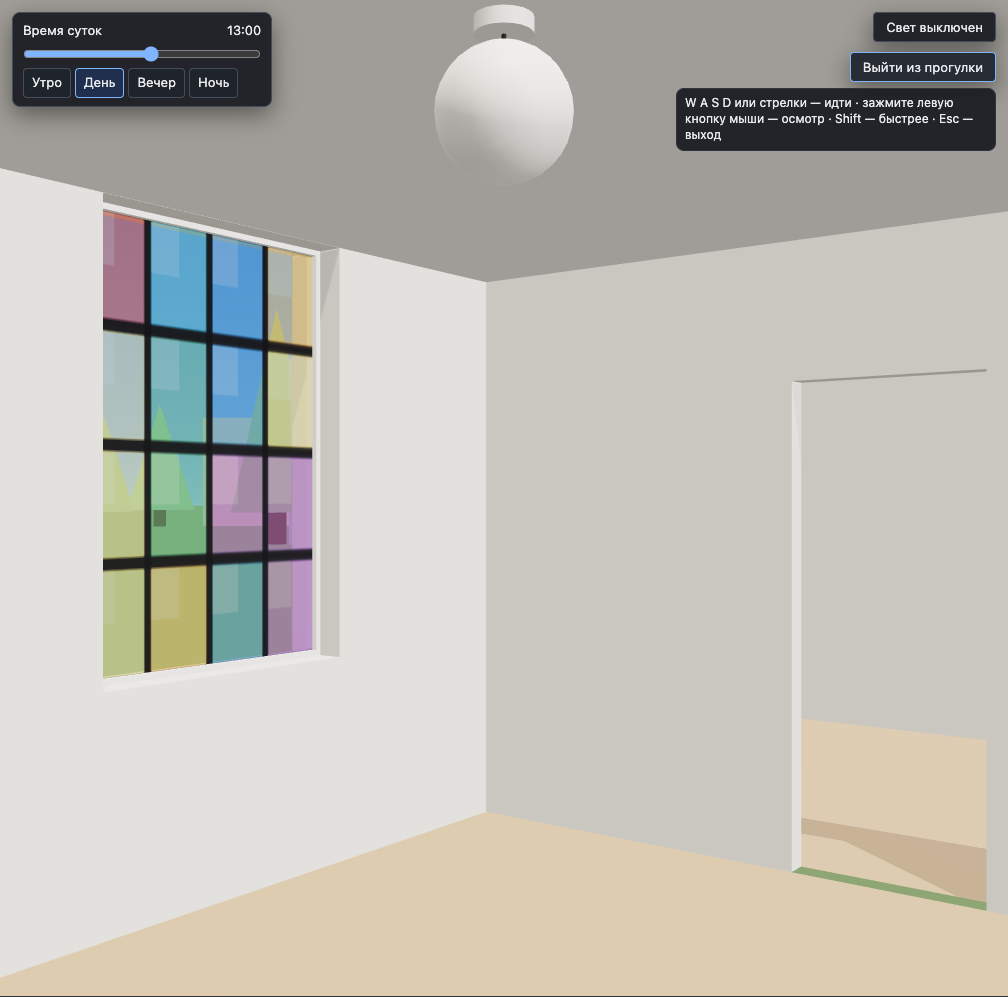 Время суток 13:00
Утро День Вечер Ночь
Свет выключен
Выйти из прогулки
W A S D или стрелки — идти · зажмите левую
кнопку мыши — осмотр · Shift — быстрее · Esc —
выход